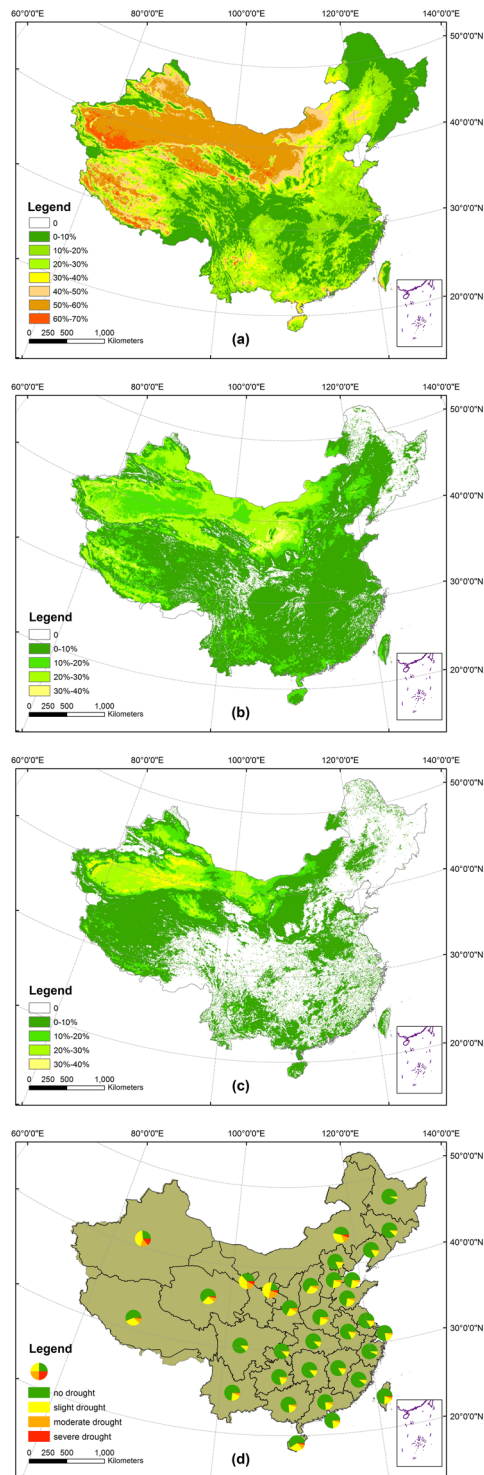 60°0'0"E 80°0'0"E 100°0'0"E 120°0'0"E 140°0'0"E
50°0'0"N
40°0'0"N
30°0'0"N
20°0'0"N
Legend
0
0-10%
10%-20%
20%-30%
30%-40%
40%-50%
50%-60%
60%-70%
0 250 500 1,000
Kilometers
(a)
60°0'0"E 80°0'0"E 100°0'0"E 120°0'0"E 140°0'0"E
50°0'0"N
40°0'0"N
30°0'0"N
20°0'0"N
Legend
0
0-10%
10%-20%
20%-30%
30%-40%
0 250 500 1,000
Kilometers
(b)
60°0'0"E 80°0'0"E 100°0'0"E 120°0'0"E 140°0'0"E
50°0'0"N
40°0'0"N
30°0'0"N
20°0'0"N
Legend
0
0-10%
10%-20%
20%-30%
30%-40%
0 250 500 1,000
Kilometers
(c)
60°0'0"E 80°0'0"E 100°0'0"E 120°0'0"E 140°0'0"E
50°0'0"N
40°0'0"N
30°0'0"N
20°0'0"N
Legend
no drought
slight drought
moderate drought
severe drought
0 250 500 1,000
Kilometers
(d)